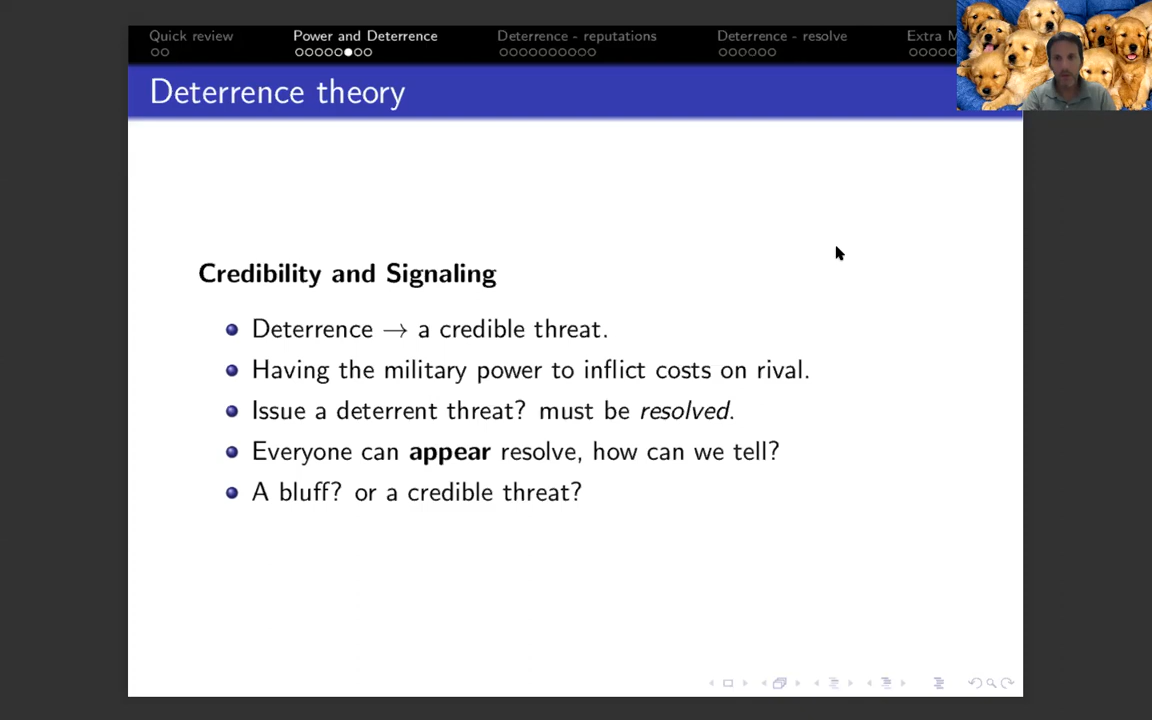 Quick review
Power and Deterrence
Deterrence - reputations
Deterrence - resolve
Extra M
Deterrence theory
Credibility and Signaling
Deterrence → a credible threat.
Having the military power to inflict costs on rival.
Issue a deterrent threat? must be resolved.
Everyone can appear resolve, how can we tell?
A bluff? or a credible threat?